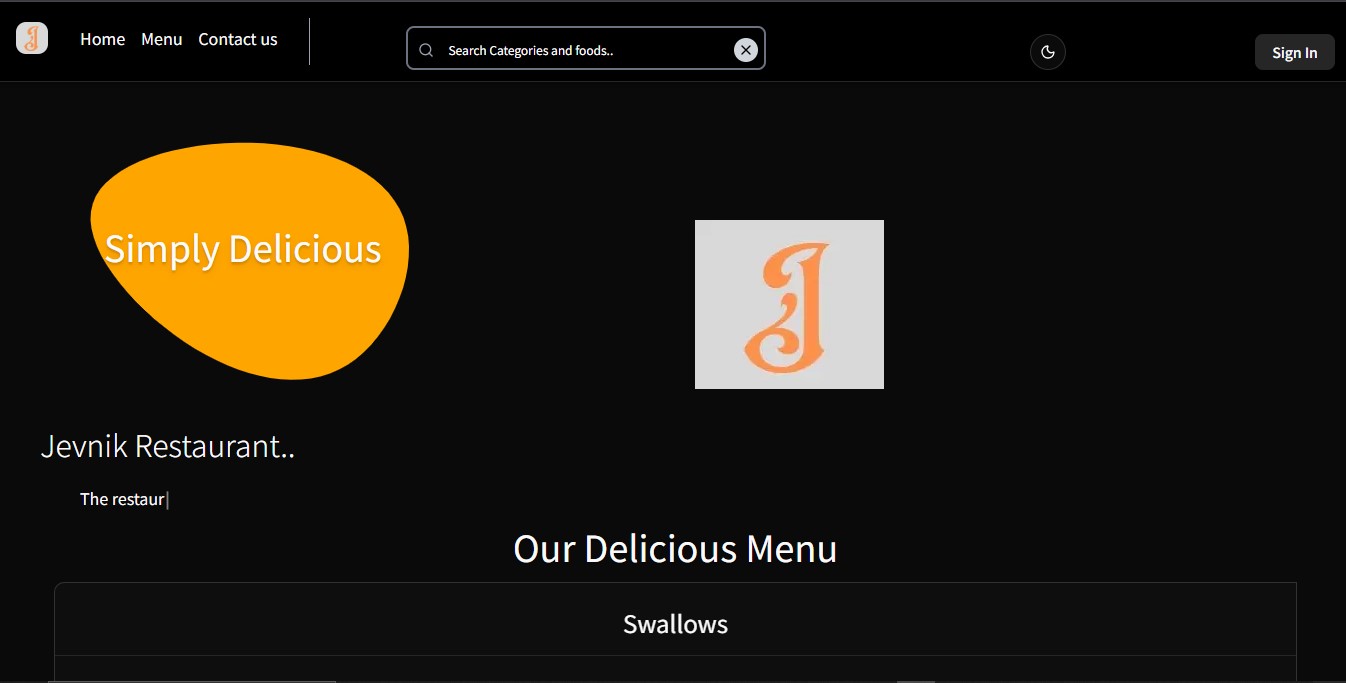 J
Home Menu Contact us
Search Categories and foods..
Sign In
Simply Delicious
J
Jevnik Restaurant..
The restaur
Our Delicious Menu
Swallows